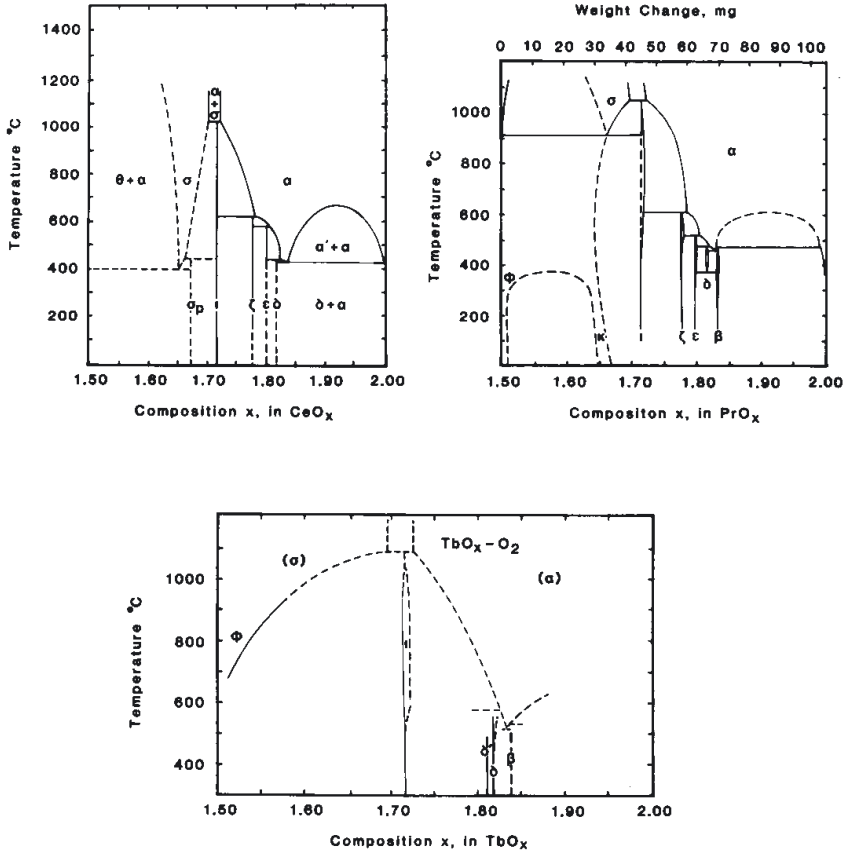 1400
1200
1000
800
600
400
200
Temperature °C
α
+
σ
θ+α
σ
α
α'+α
σp
ι
ζ
ε
δ
δ+α
1.50
1.60
1.70
1.80
1.90
2.00
Composition x, in CeOx
Weight Change, mg
0 10 20 30 40 50 60 70 80 90 100
1000
800
600
400
200
Temperature °C
σ
α
Φ
κ
ι
ζ
ε
δ
β
1.50
1.60
1.70
1.80
1.90
2.00
Compositon x, in PrOx
TbOx-O2
1000
800
600
400
Temperature °C
(σ)
(α)
Φ
ι
δ'
δ
β
1.50
1.60
1.70
1.80
1.90
2.00
Composition x, in TbOx